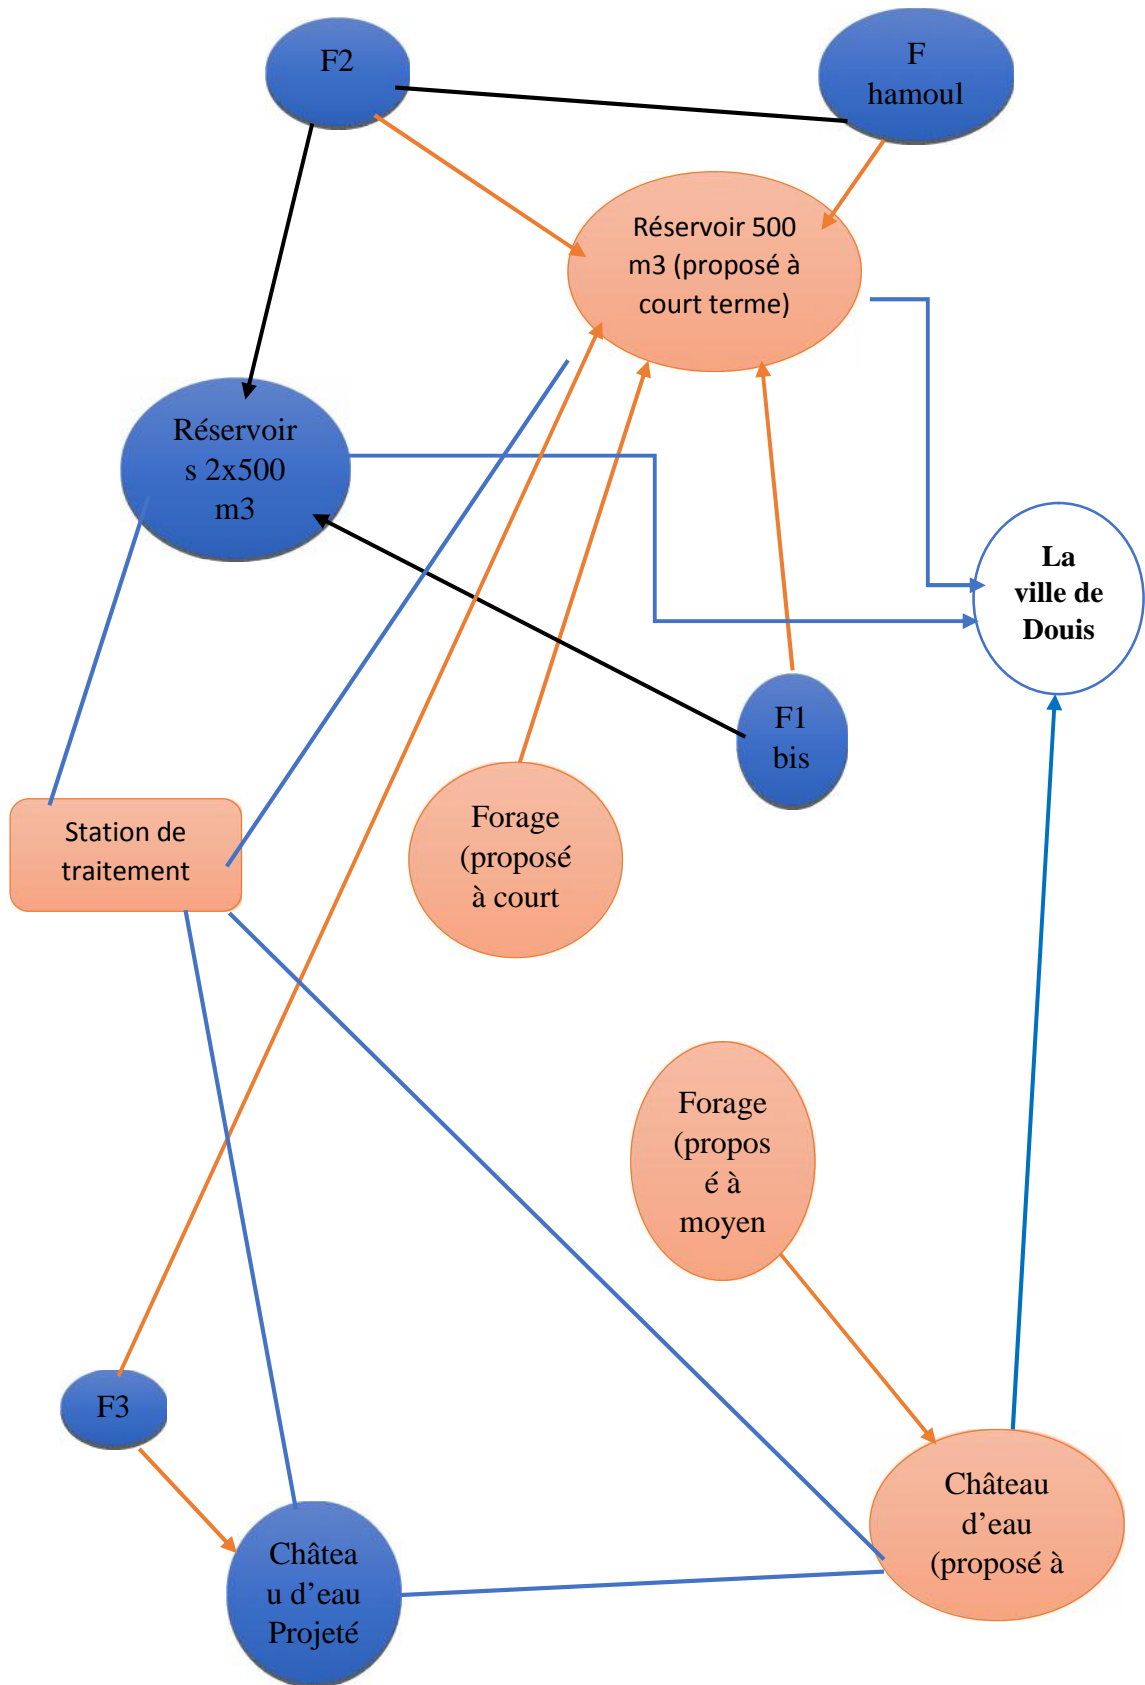 F2
F
hamoul
Réservoir 500
m3 (proposé à
court terme)
Réservoir
s 2x500
m3
La
ville de
Douis
F1
bis
Station de
traitement
Forage
(proposé
à court
Forage
(propos
é à
moyen
F3
Château
d’eau
(proposé à
Châtea
u d’eau
Projeté